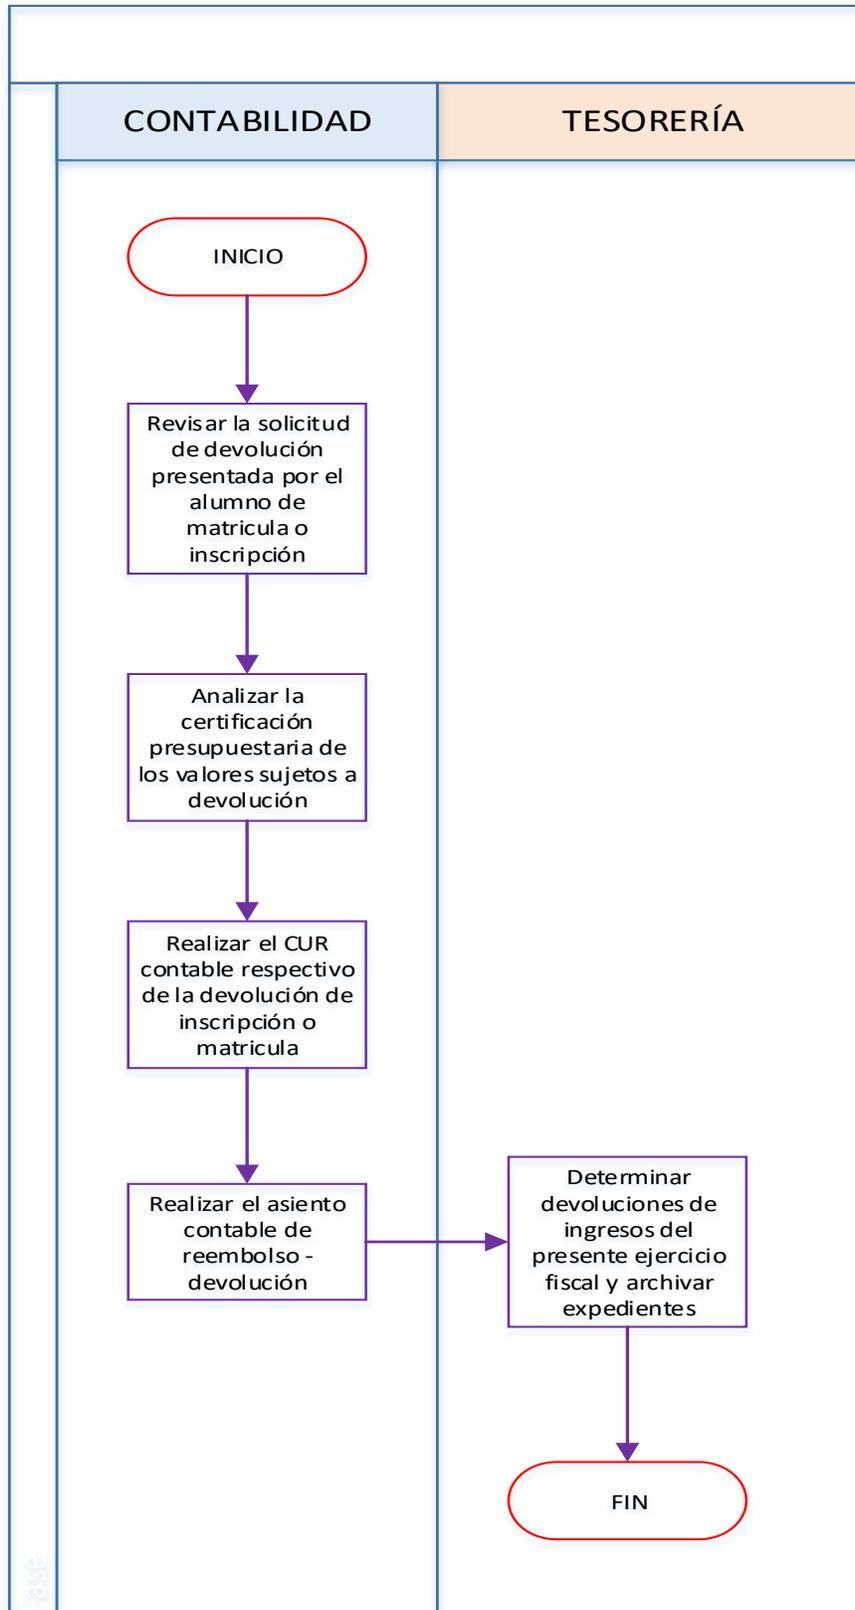 CONTABILIDAD
TESORERÍA
INICIO
Revisar la solicitud
de devolución
presentada por el
alumno de
matricula o
inscripción
Analizar la
certificación
presupuestaria de
los valores sujetos a
devolución
Realizar el CUR
contable respectivo
de la devolución de
inscripción o
matricula
Realizar el asiento
contable de
reembolso -
devolución
Determinar
devoluciones de
ingresos del
presente ejercicio
fiscal y archivar
expedientes
FIN
Fase